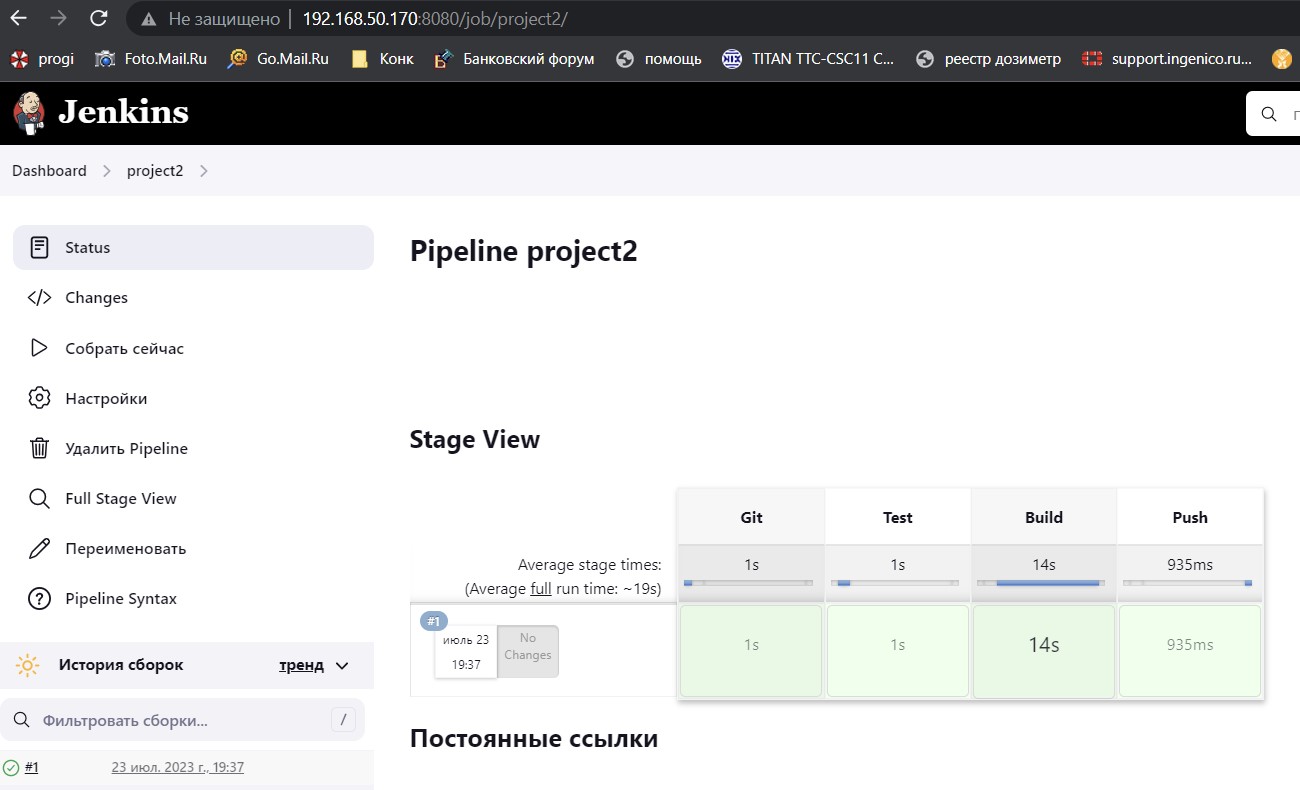 Не защищено | 192.168.50.170:8080/job/project2/
progi Foto.Mail.Ru Go.Mail.Ru Конк Банковский форум помощь TITAN TTC-CSC11 C... реестр дозиметр support.ingenico.ru...
Jenkins
Dashboard project2
Status
Changes
Собрать сейчас
Настройки
Удалить Pipeline
Full Stage View
Переименовать
Pipeline Syntax
История сборок тренд
Фильтровать сборки... /
#1 23 июл. 2023 г., 19:37
Pipeline project2
Stage View
Git Test Build Push
Average stage times: 1s 1s 14s 935ms
(Average full run time: ~19s)
#1
июль 23
19:37
No
Changes
1s 1s 14s 935ms
Постоянные ссылки